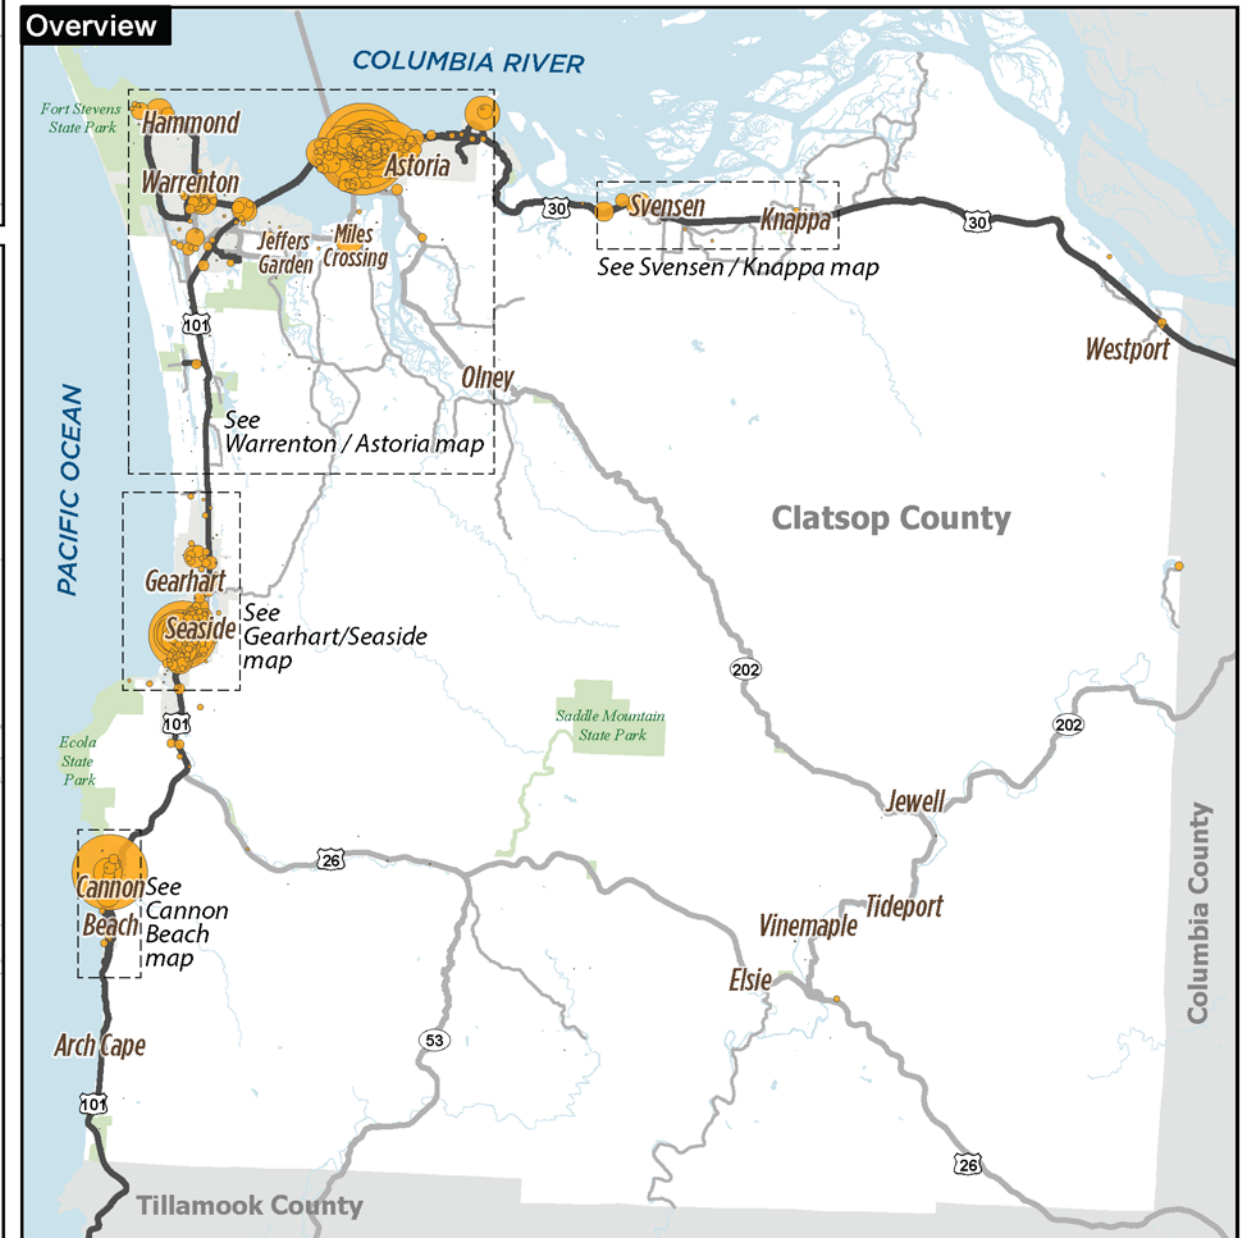 Overview
COLUMBIA RIVER
Fort Stevens
State Park
Hammond
Astoria
Warrenton
30
Svensen
Knappa
30
Jeffers
Garden
Miles
Crossing
See Svensen / Knappa map
101
Westport
Olney
See
Warrenton / Astoria map
PACIFIC OCEAN
Clatsop County
Gearhart
Seaside
See
Gearhart/Seaside
map
202
101
Saddle Mountain
State Park
202
Ecola
State
Park
Jewell
26
Cannon
Beach
See
Cannon
Beach
map
Tideport
Vinemaple
Columbia County
Elsie
Arch Cape
53
101
26
Tillamook County